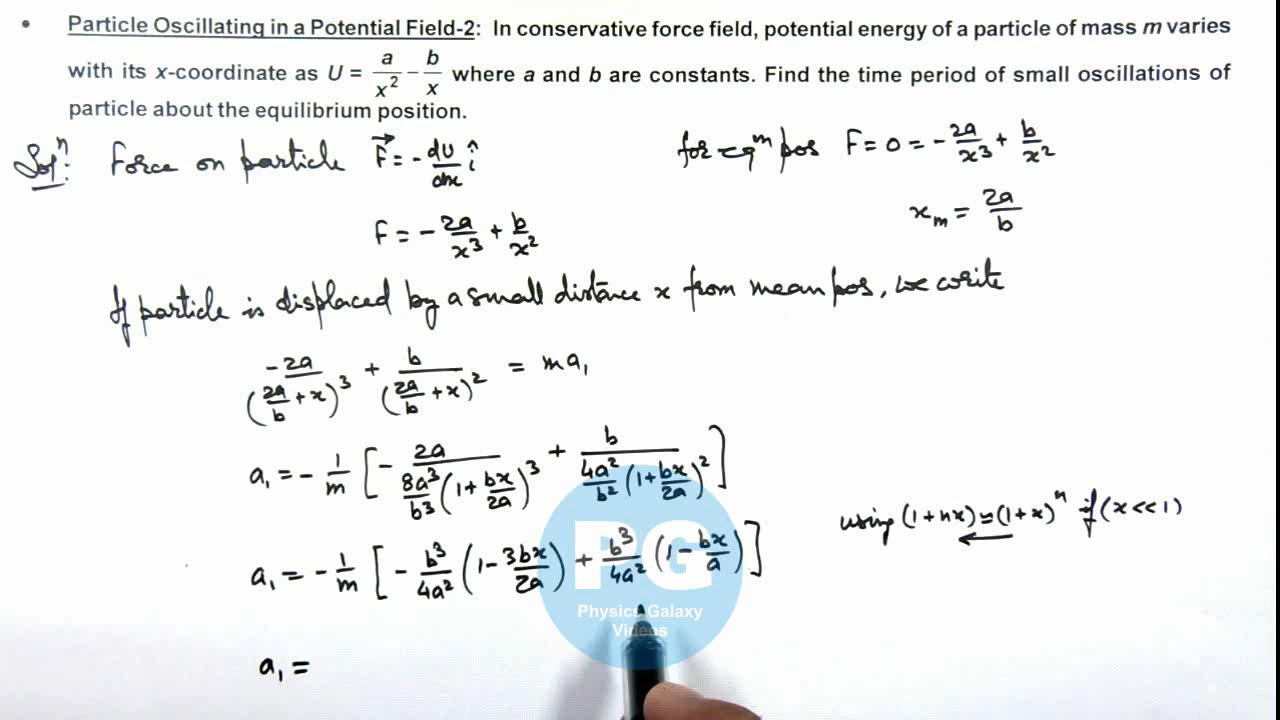 • Particle Oscillating in a Potential Field-2: In conservative force field, potential energy of a particle of mass m varies
with its x-coordinate as U = a/x² − b/x where a and b are constants. Find the time period of small oscillations of
particle about the equilibrium position.
Solⁿ: Force on particle F⃗ = -dU/dx î
for eqᵐ pos F = 0 = -2a/x³ + b/x²
F = -2a/x³ + b/x²
xₘ = 2a/b
If particle is displaced by a small distance x from mean pos, we write
-2a/(2a/b + x)³ + b/(2a/b + x)² = ma₁
a₁ = -1/m [-2a/(8a³/b³ (1 + bx/2a)³) + b/(4a²/b² (1 + bx/2a)²)]
using (1 + nx) ≃ (1 + x)ⁿ if (x << 1)
←
a₁ = -1/m [-b³/4a² (1 - 3bx/2a) + b³/4a² (1 - bx/a)]
PG
Physics Galaxy
Videos
a₁ =